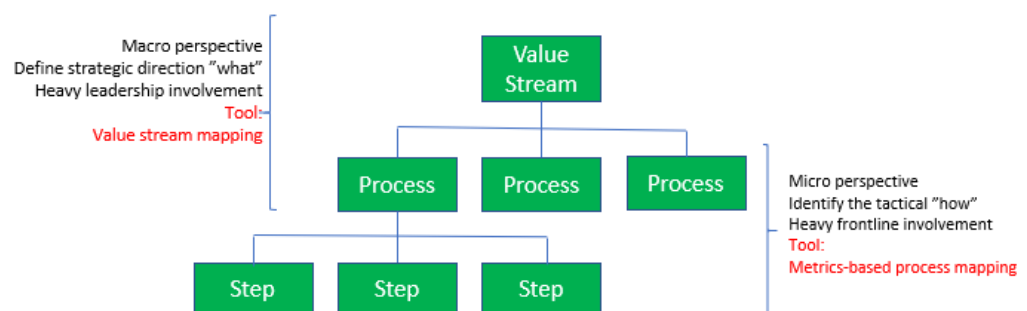 Macro perspective
Define strategic direction ”what”
Heavy leadership involvement
Tool:
Value stream mapping
Value
Stream
Process
Process
Process
Micro perspective
Identify the tactical ”how”
Heavy frontline involvement
Tool:
Metrics-based process mapping
Step
Step
Step